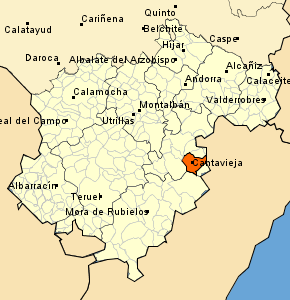 Quinto
Cariñena
Calatayud
Belchite
Caspe
Híjar
Daroca
Albalate del Arzobispo
Alcañiz
Calaceite
Andorra
Calamocha
Valderrobres
Montalbán
Utrillas
eal del Campo
Cantavieja
Albarracín
Teruel
Mora de Rubielos